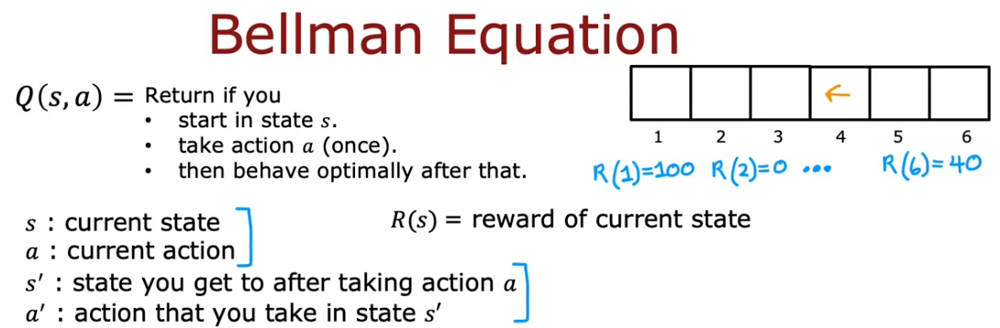 Bellman Equation
Q(s, a) = Return if you
• start in state s.
• take action a (once).
• then behave optimally after that.
←
1 2 3 4 5 6
R(1)=100 R(2)=0 ... R(6)=40
s : current state
R(s) = reward of current state
a : current action
s′ : state you get to after taking action a
a′ : action that you take in state s′